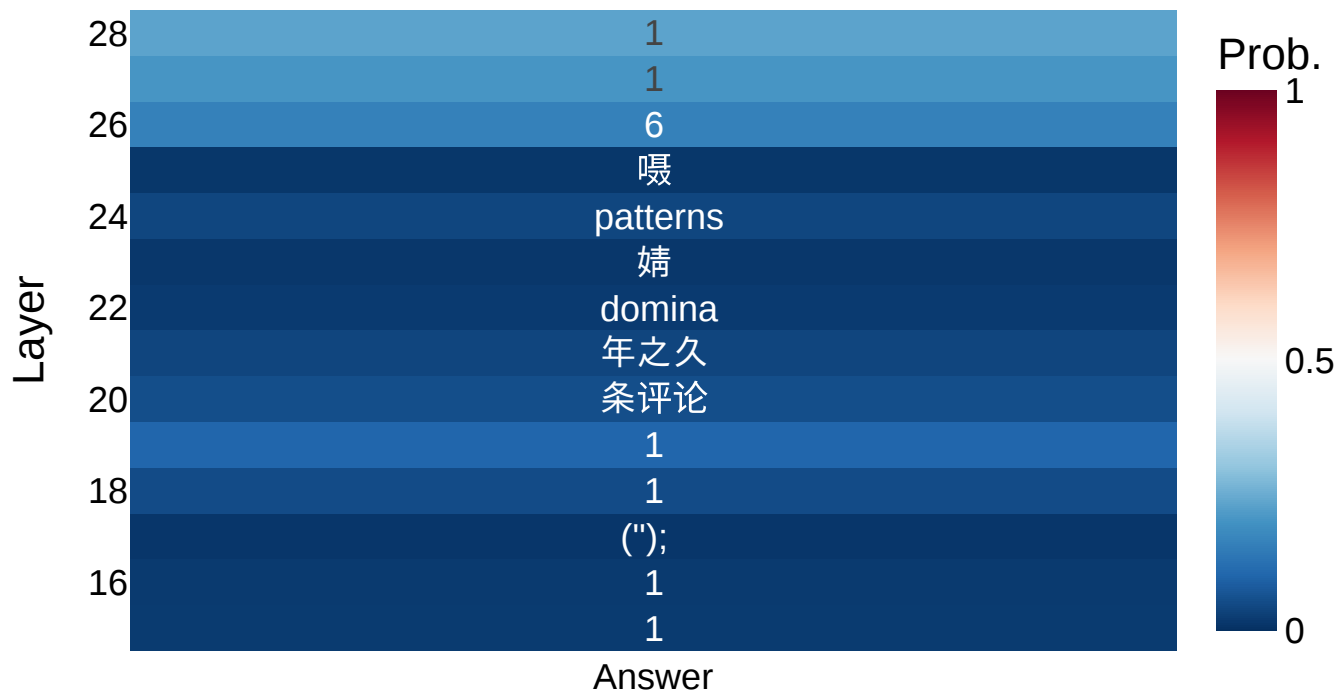 Prob.
1
0.5
0
Layer
28 1
1
26 6
嗫
24 patterns
婧
22 domina
年之久
20 条评论
1
18 1
(");
16 1
1
Answer